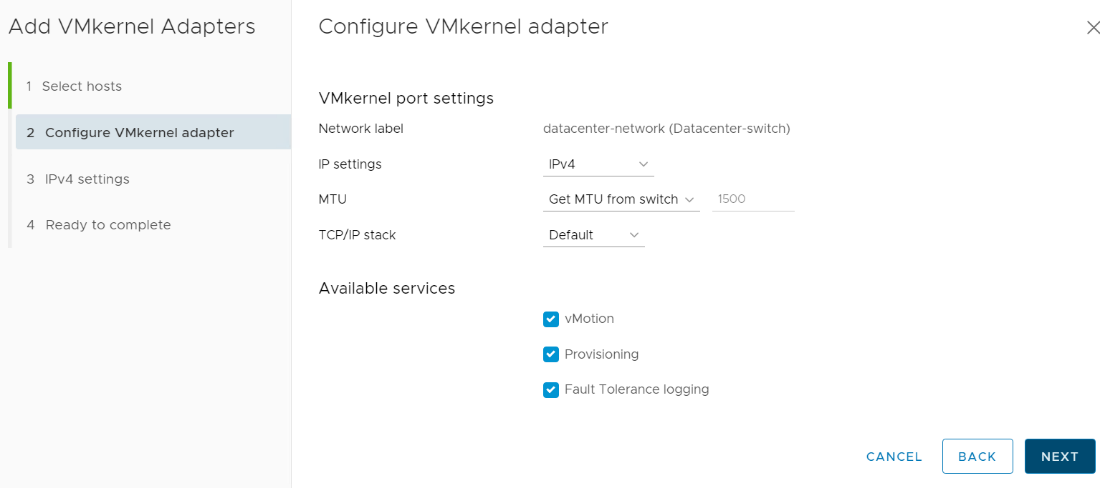 Add VMkernel Adapters
1 Select hosts
2 Configure VMkernel adapter
3 IPv4 settings
4 Ready to complete
Configure VMkernel adapter
VMkernel port settings
Network label datacenter-network (Datacenter-switch)
IP settings IPv4
MTU Get MTU from switch 1500
TCP/IP stack Default
Available services
vMotion
Provisioning
Fault Tolerance logging
CANCEL BACK NEXT